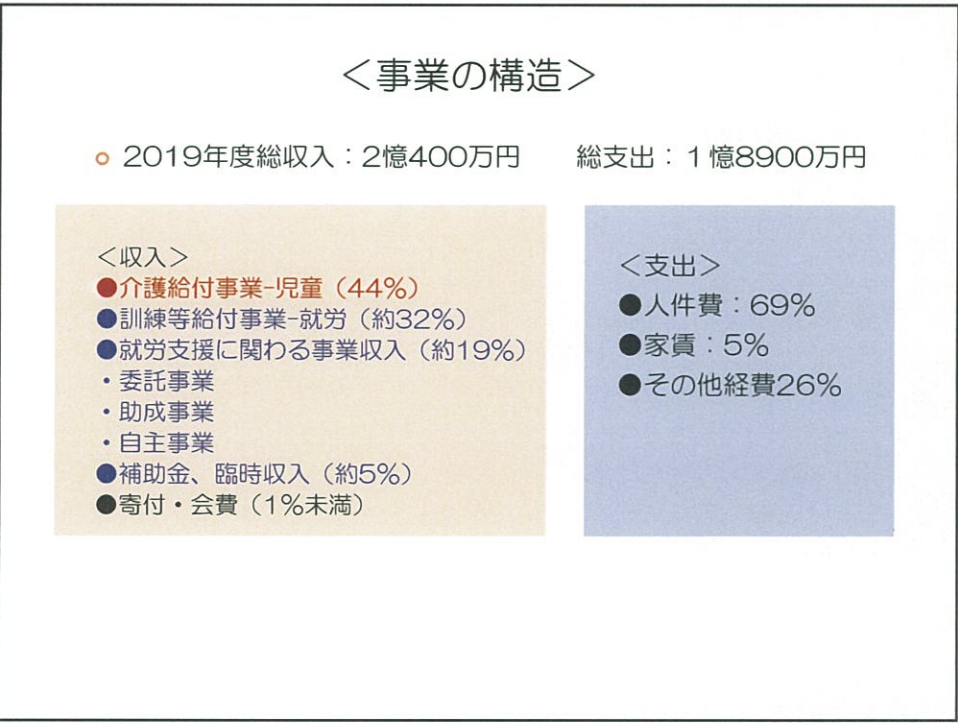 ＜事業の構造＞
2019年度総収入：2億400万円　　総支出：１億8900万円
＜収入＞
●介護給付事業-児童（44%）
●訓練等給付事業-就労（約32%）
●就労支援に関わる事業収入（約19%）
・委託事業
・助成事業
・自主事業
●補助金、臨時収入（約5%）
●寄付・会費（1%未満）
＜支出＞
●人件費：69%
●家賃：5%
●その他経費26%